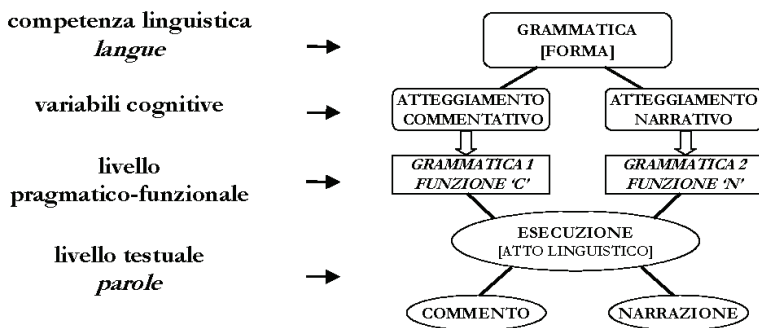 competenza linguistica
langue
GRAMMATICA
[FORMA]
variabili cognitive
ATTEGGIAMENTO
COMMENTATIVO
ATTEGGIAMENTO
NARRATIVO
livello
pragmatico-funzionale
GRAMMATICA 1
FUNZIONE ‘C’
GRAMMATICA 2
FUNZIONE ‘N’
ESECUZIONE
[ATTO LINGUISTICO]
livello testuale
parole
COMMENTO
NARRAZIONE